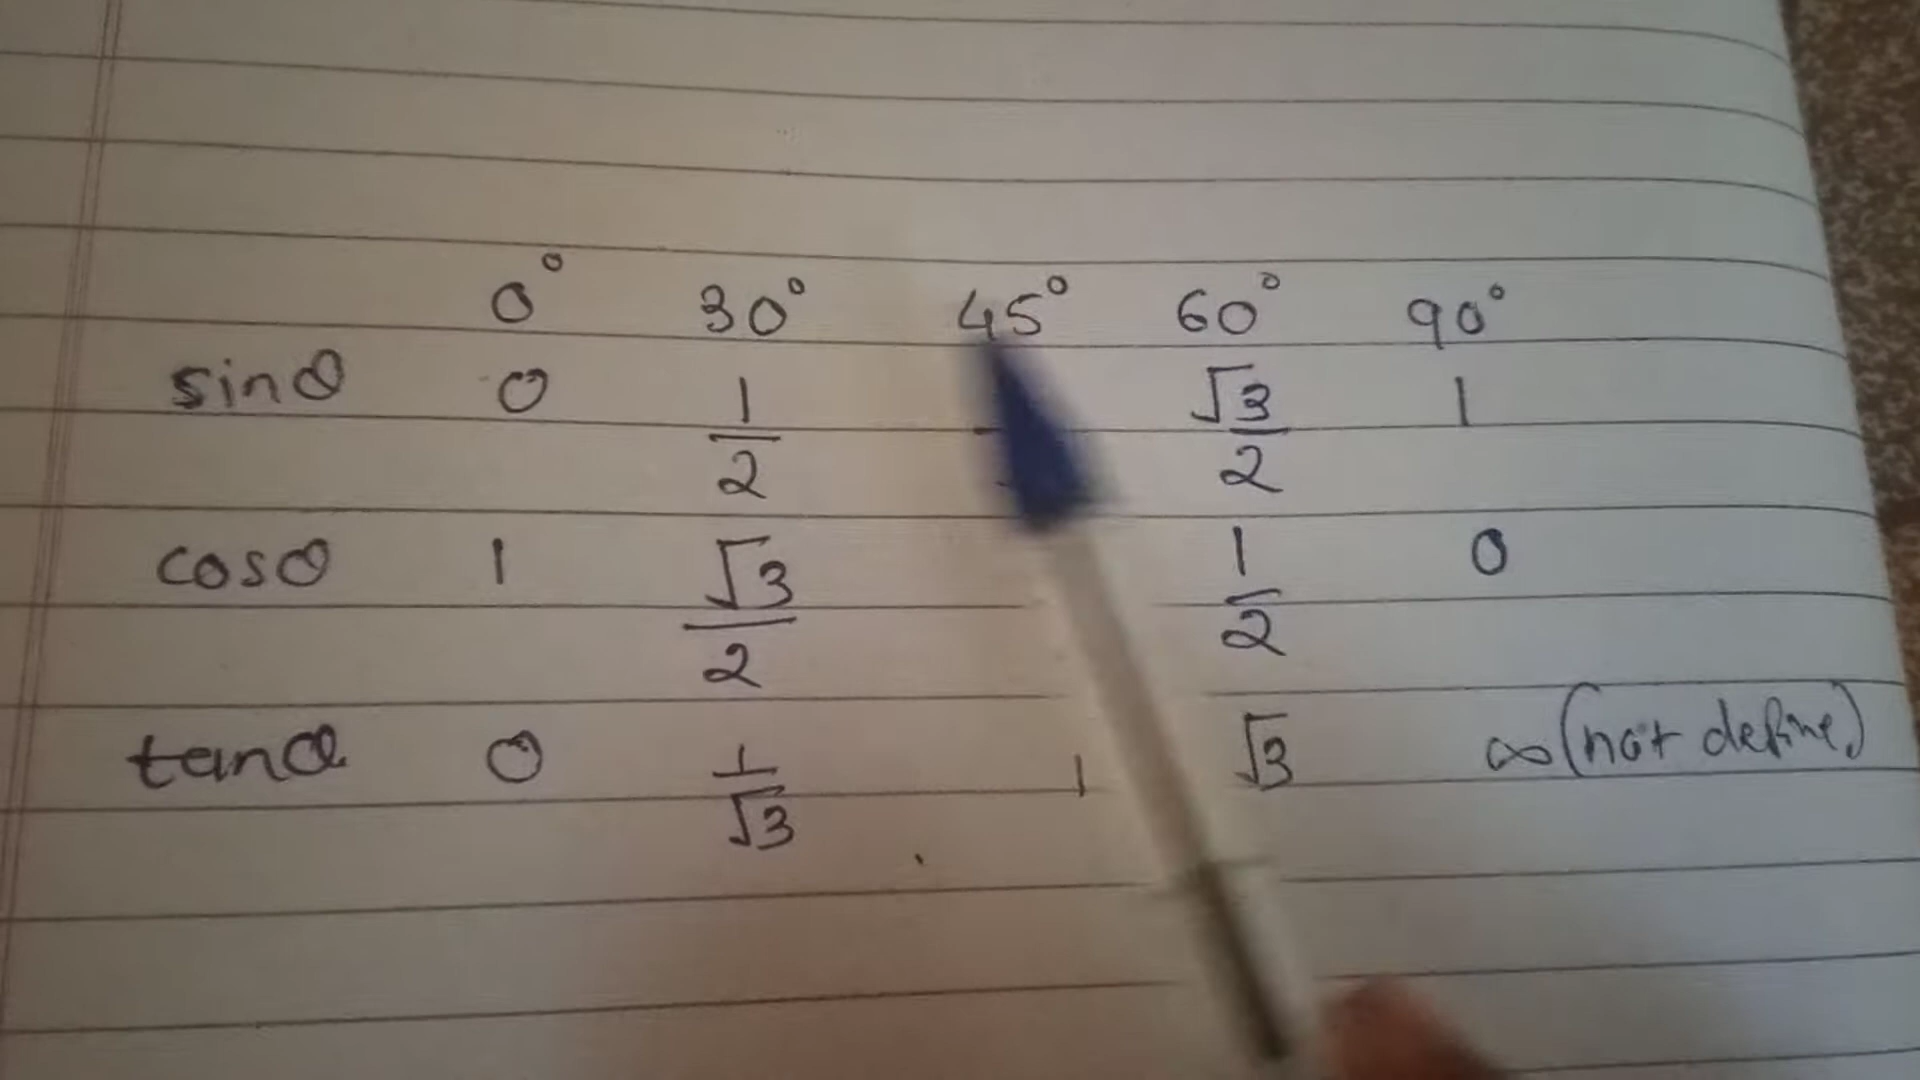 0° 30° 45° 60° 90°
sinθ 0 1/2 √3/2 1
cosθ 1 √3/2 1/2 0
tanθ 0 1/√3 1 √3 ∞ (not define)